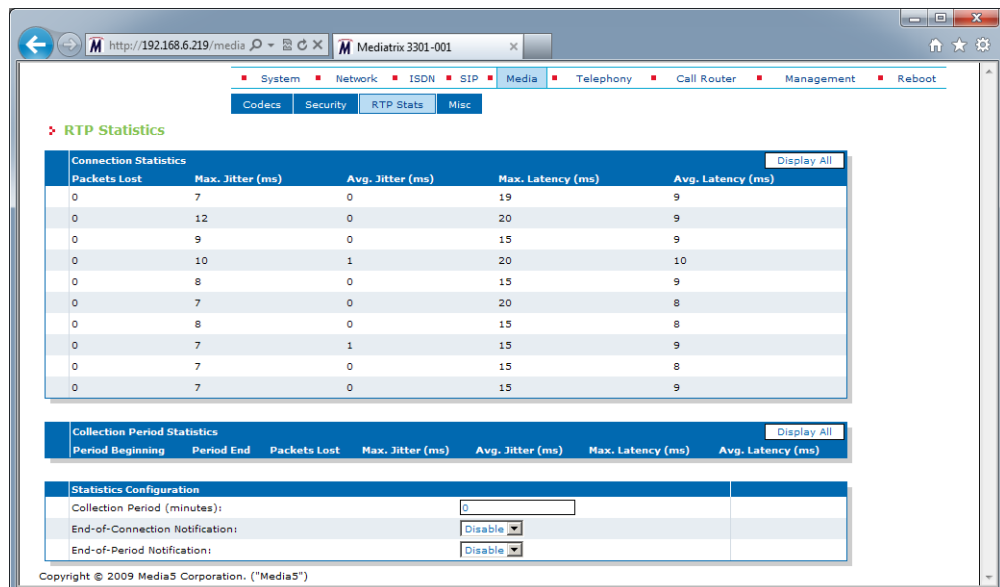 http://192.168.6.219/media
Mediatrix 3301-001
System Network ISDN SIP Media Telephony Call Router Management Reboot
Codecs Security RTP Stats Misc
RTP Statistics
Connection Statistics Display All
Packets Lost Max. Jitter (ms) Avg. Jitter (ms) Max. Latency (ms) Avg. Latency (ms)
0 7 0 19 9
0 12 0 20 9
0 9 0 15 9
0 10 1 20 10
0 8 0 15 9
0 7 0 20 8
0 8 0 15 8
0 7 1 15 9
0 7 0 15 8
0 7 0 15 9
Collection Period Statistics Display All
Period Beginning Period End Packets Lost Max. Jitter (ms) Avg. Jitter (ms) Max. Latency (ms) Avg. Latency (ms)
Statistics Configuration
Collection Period (minutes): 0
End-of-Connection Notification: Disable
End-of-Period Notification: Disable
Copyright © 2009 Media5 Corporation. ("Media5")